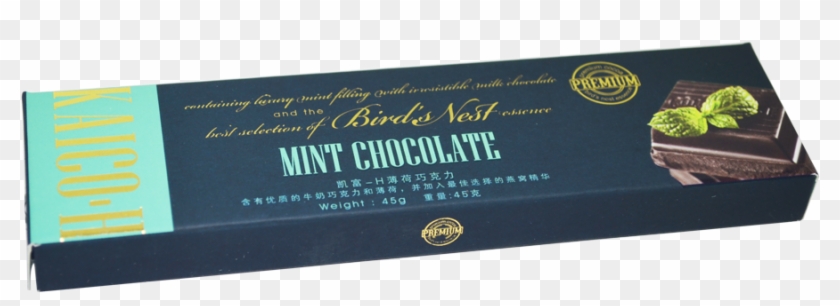 KAICO-H
containing luxury mint filling with irresistible milk chocolate
and the
best selection of Bird's Nest essence
MINT CHOCOLATE
凯富-H薄荷巧克力
含有优质的牛奶巧克力和薄荷，并加入最佳选择的燕窝精华
Weight : 45g 重量:45克
PREMIUM
PREMIUM